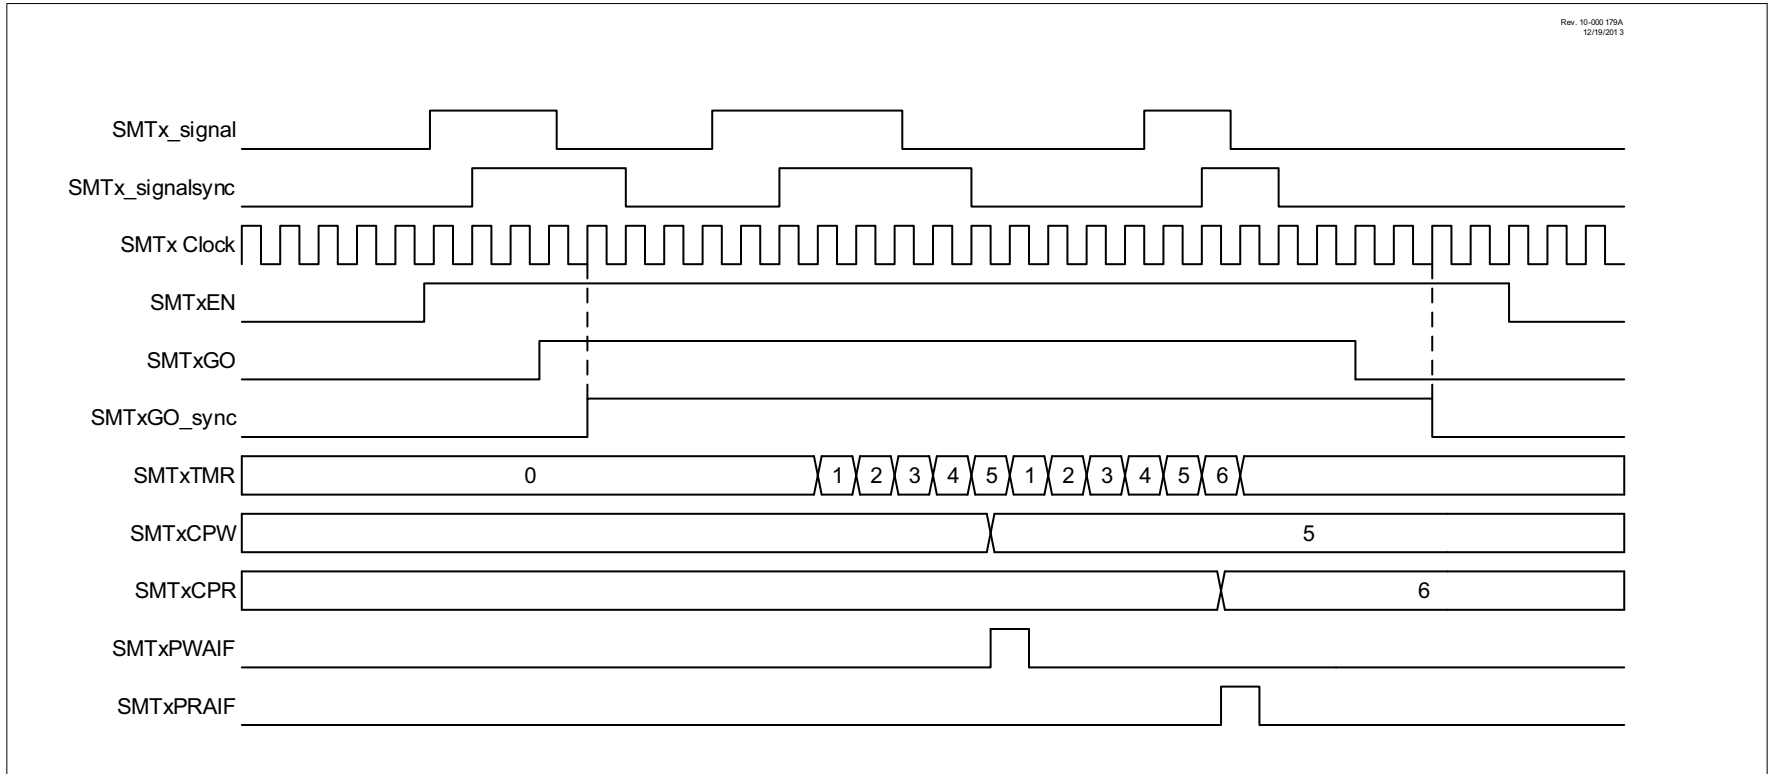 Rev. 10-000 179A
12/19/201 3
SMTx_signal
SMTx_signalsync
SMTx Clock
SMTxEN
SMTxGO
SMTxGO_sync
SMTxTMR 0 1 2 3 4 5 1 2 3 4 5 6
SMTxCPW 5
SMTxCPR 6
SMTxPWAIF
SMTxPRAIF